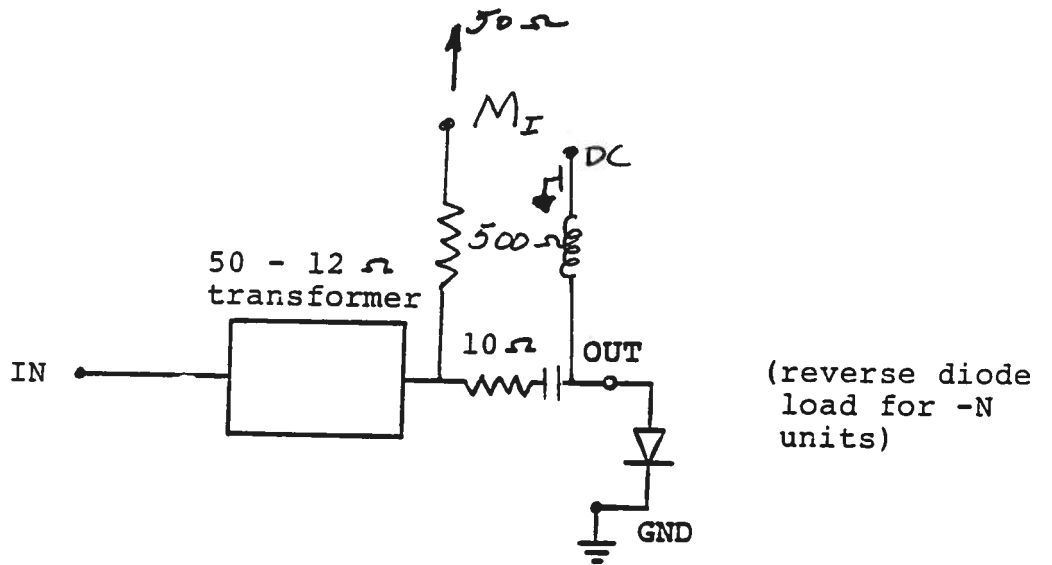 50 Ω
M_I
DC
500 Ω
50 - 12 Ω
transformer
10 Ω
OUT
IN
(reverse diode
load for -N
units)
GND